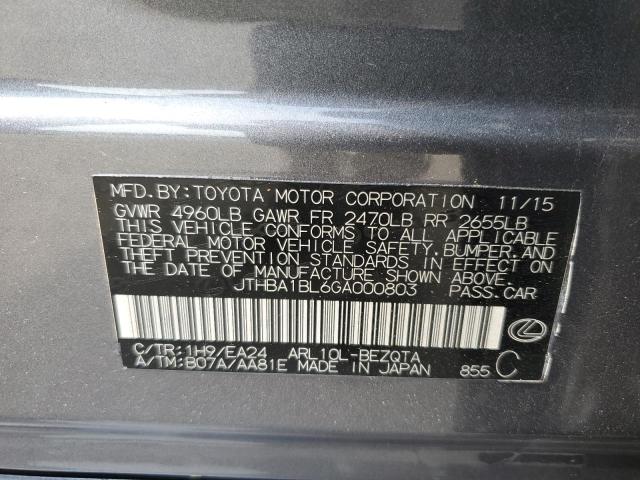 MFD. BY: TOYOTA MOTOR CORPORATION 11/15
GVWR 4960LB GAWR FR 2470LB RR 2655LB
THIS VEHICLE CONFORMS TO ALL APPLICABLE
FEDERAL MOTOR VEHICLE SAFETY, BUMPER, AND
THEFT PREVENTION STANDARDS IN EFFECT ON
THE DATE OF MANUFACTURE SHOWN ABOVE.
JTHBA1BL6GA000803 PASS. CAR
C/TR: 1H9/EA24 ARL10L-BEZQTA
A/TM: B07A/AA81E MADE IN JAPAN 855 C